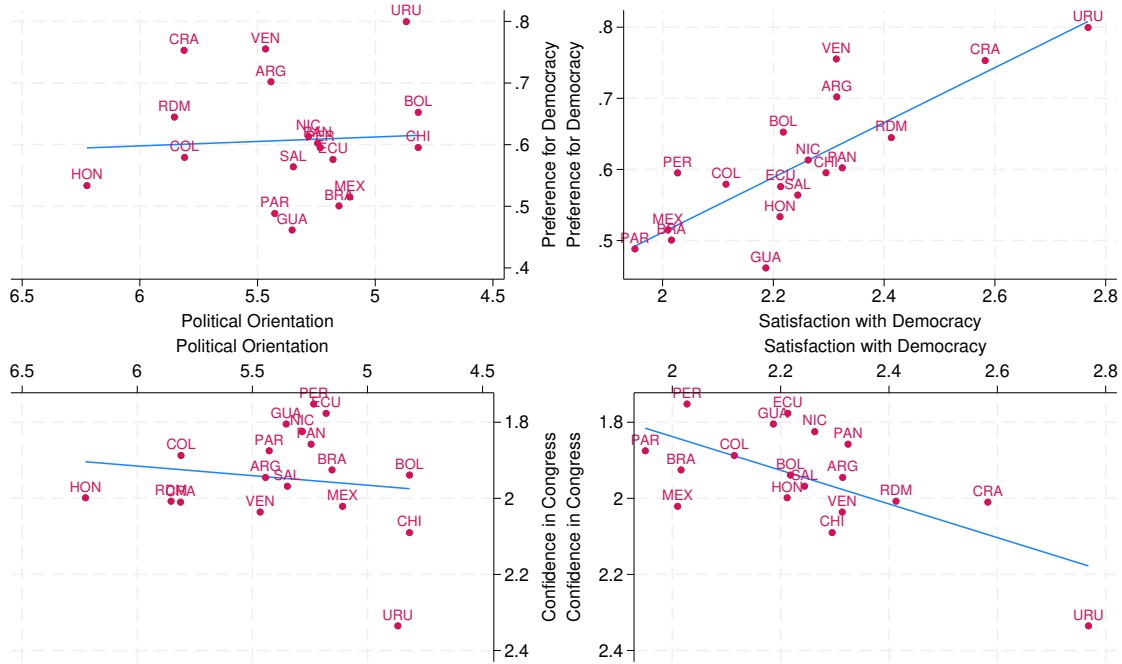 URU
.8
CRA
VEN
ARG
.7
RDM
BOL
NIC
PAN
PER
CHI
.6
COL
ECU
SAL
HON
MEX
BRA
PAR
GUA
.5
.4
Preference for Democracy
6.5 6 5.5 5 4.5
Political Orientation
Preference for Democracy
.8
.7
.6
.5
URU
CRA
VEN
ARG
BOL
RDM
NIC
PAN
CHI
PER
COL
ECU
SAL
HON
MEX
BRA
PAR
GUA
2 2.2 2.4 2.6 2.8
Satisfaction with Democracy
Political Orientation
6.5 6 5.5 5 4.5
PER
ECU
GUA
NIC
PAN
1.8
COL
PAR
BRA
ARG
SAL
BOL
HON
RDM
CRA
VEN
MEX
2
CHI
2.2
URU
2.4
Confidence in Congress
Satisfaction with Democracy
2 2.2 2.4 2.6 2.8
Confidence in Congress
1.8
2
2.2
2.4
PER
ECU
GUA
NIC
PAN
PAR
COL
BRA
BOL
SAL
ARG
HON
MEX
VEN
RDM
CRA
CHI
URU